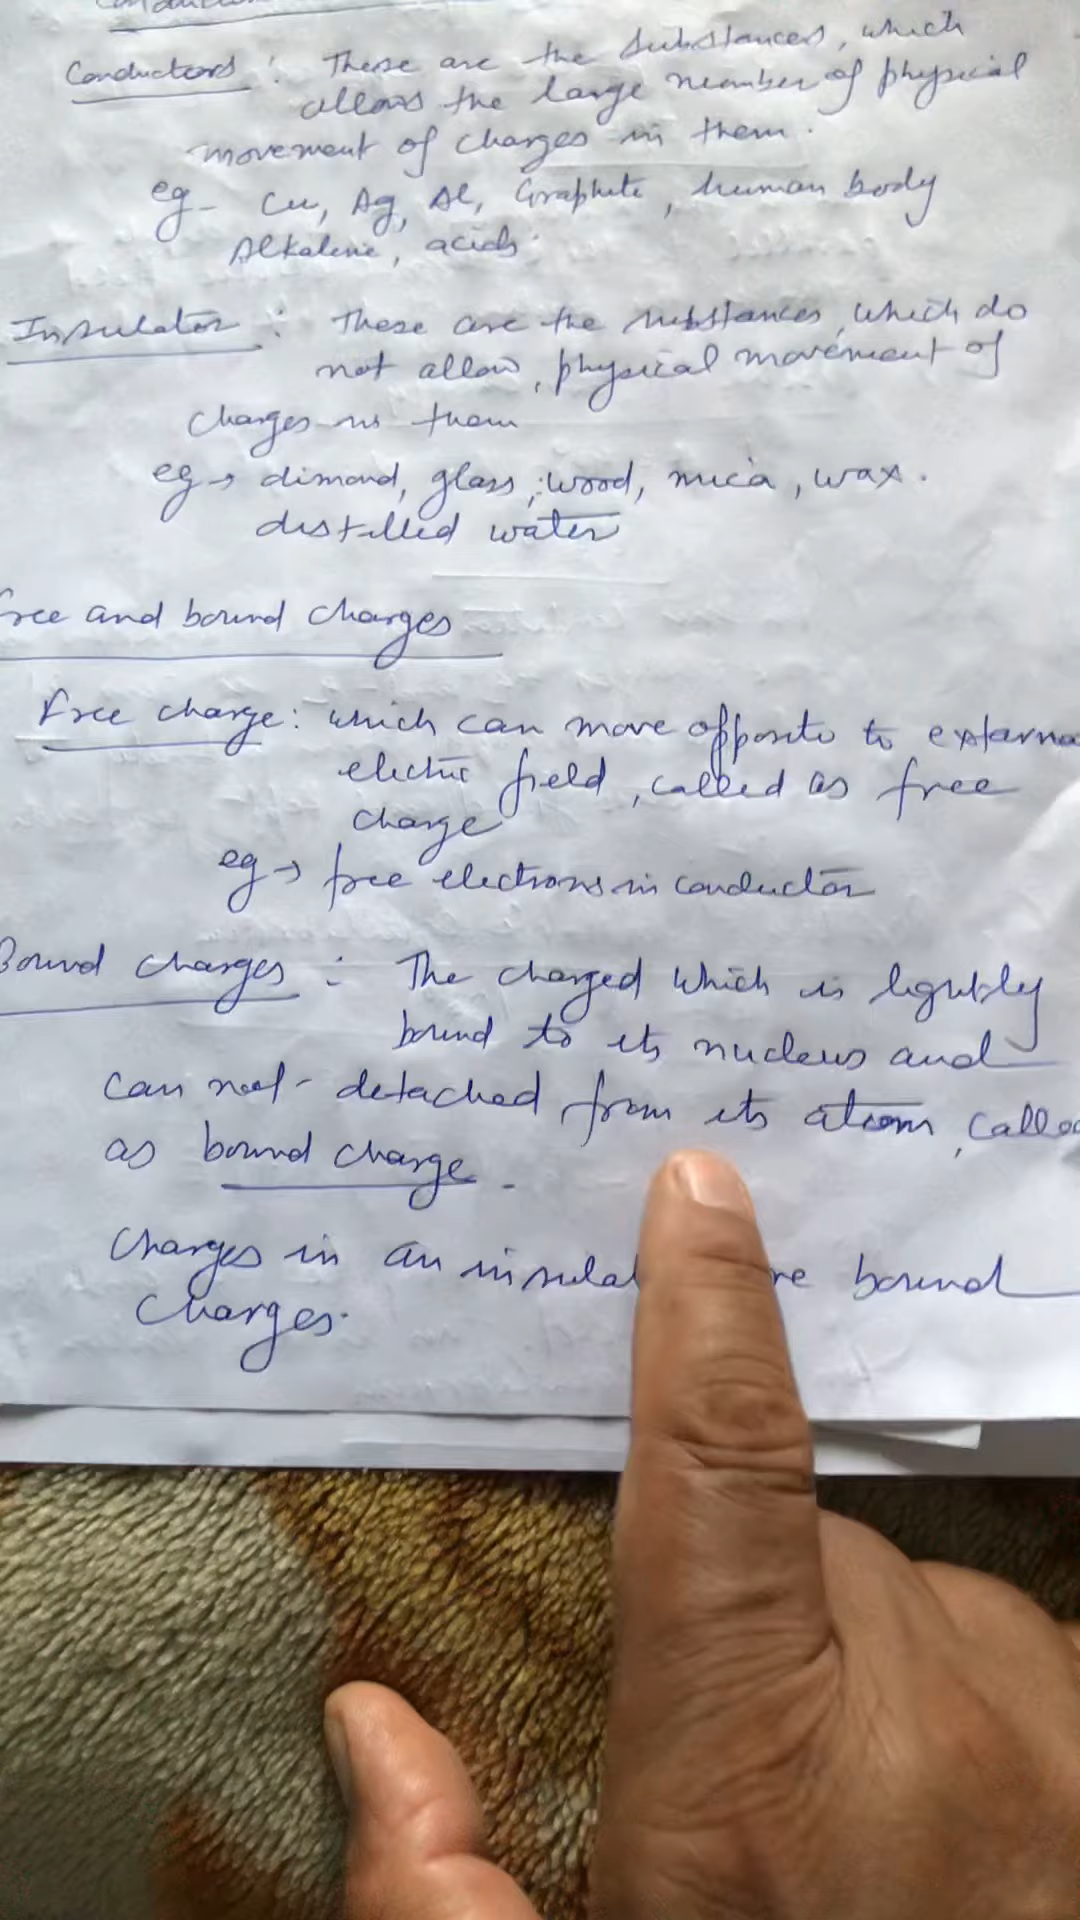 Conductors : These are the substances, which
allows the large number of physical
movement of charges in them.
eg- Cu, Ag, Al, Graphite, human body
Alkaline, acids.
Insulator : These are the substances, which do
not allow, physical movement of
charges in them
eg → dimond, glass, wood, mica, wax.
distilled water
Free and bound charges
Free charge : which can move opposite to externa
electric field, called as free
charge
eg → free electrons in conductor
Bound charges : The charged which is lightly
bound to its nucleus and
can not detached from its atom, called
as bound charge.
Charges in an insula re bound
charges.